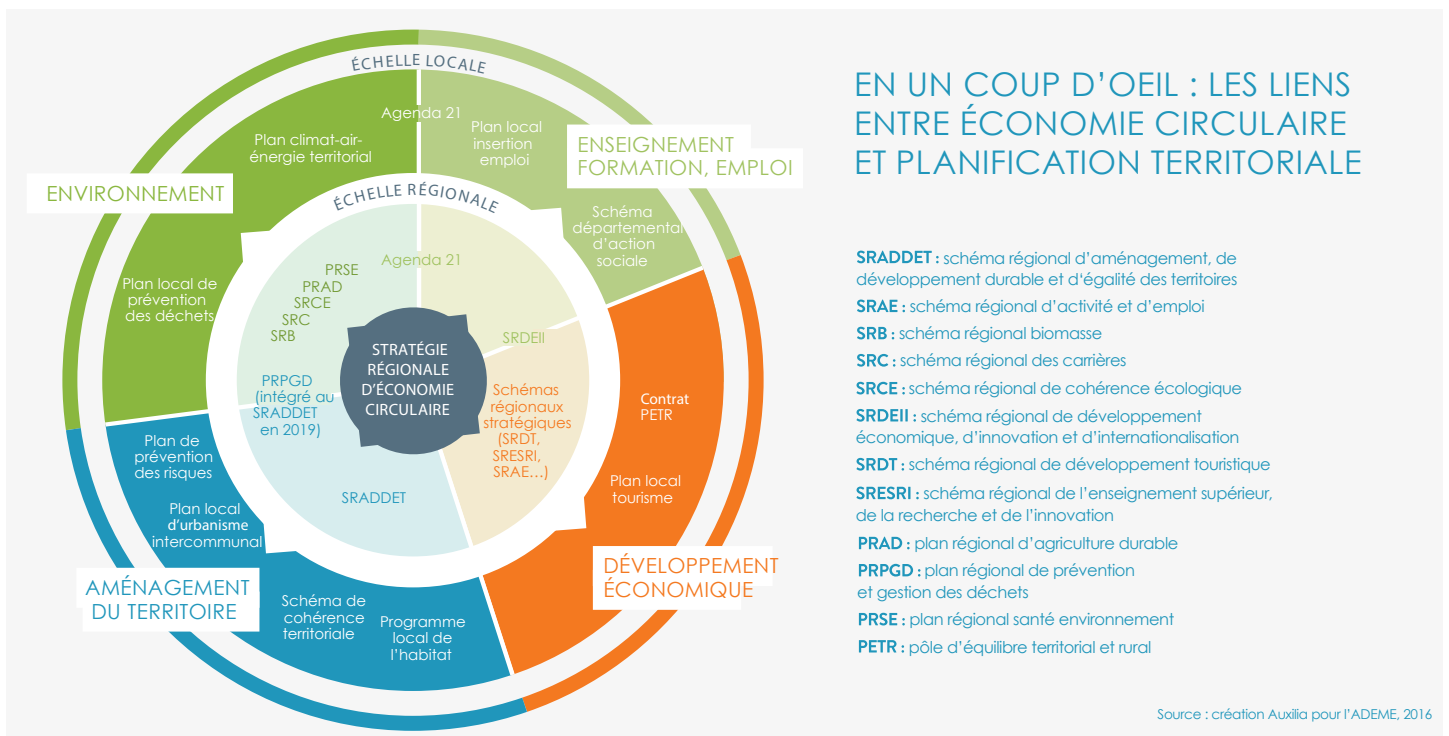 ÉCHELLE LOCALE
Agenda 21
Plan climat-air-
énergie territorial
Plan local
insertion
emploi
ENSEIGNEMENT
FORMATION, EMPLOI
ENVIRONNEMENT
ÉCHELLE RÉGIONALE
Schéma
départemental
d'action
sociale
Agenda 21
PRSE
PRAD
SRCE
SRC
SRB
Plan local de
prévention
des déchets
SRDEII
STRATÉGIE
RÉGIONALE
D'ÉCONOMIE
CIRCULAIRE
PRPGD
(intégré au
SRADDET
en 2019)
Schémas
régionaux
stratégiques
(SRDT,
SRESRI,
SRAE…)
Contrat
PETR
Plan de
prévention
des risques
Plan local
tourisme
SRADDET
Plan local
d'urbanisme
intercommunal
DÉVELOPPEMENT
ÉCONOMIQUE
AMÉNAGEMENT
DU TERRITOIRE
Schéma de
cohérence
territoriale
Programme
local de
l'habitat
EN UN COUP D'OEIL : LES LIENS
ENTRE ÉCONOMIE CIRCULAIRE
ET PLANIFICATION TERRITORIALE
SRADDET : schéma régional d'aménagement, de
développement durable et d'égalité des territoires
SRAE : schéma régional d'activité et d'emploi
SRB : schéma régional biomasse
SRC : schéma régional des carrières
SRCE : schéma régional de cohérence écologique
SRDEII : schéma régional de développement
économique, d'innovation et d'internationalisation
SRDT : schéma régional de développement touristique
SRESRI : schéma régional de l'enseignement supérieur,
de la recherche et de l'innovation
PRAD : plan régional d'agriculture durable
PRPGD : plan régional de prévention
et gestion des déchets
PRSE : plan régional santé environnement
PETR : pôle d'équilibre territorial et rural
Source : création Auxilia pour l'ADEME, 2016